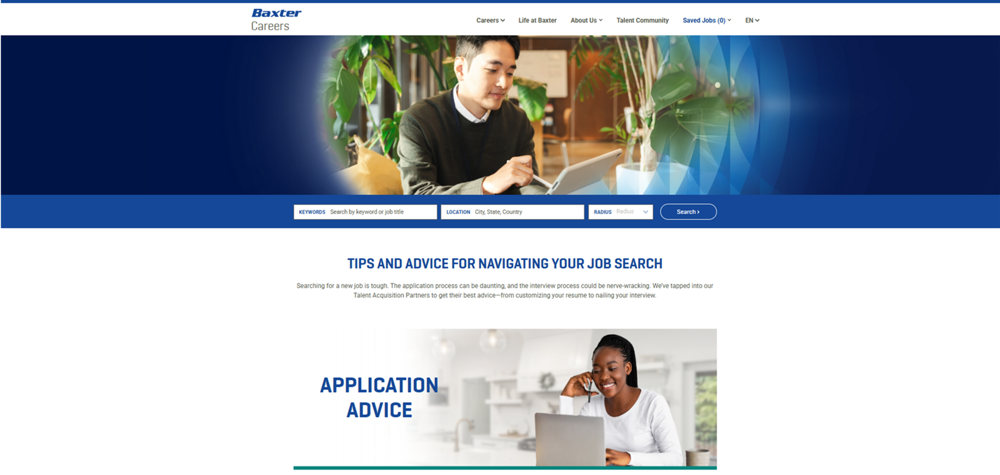 Baxter
Careers
Careers
Life at Baxter
About Us
Talent Community
Saved Jobs (0)
EN
KEYWORDS Search by keyword or job title
LOCATION City, State, Country
RADIUS Radius
Search ›
TIPS AND ADVICE FOR NAVIGATING YOUR JOB SEARCH
Searching for a new job is tough. The application process can be daunting, and the interview process could be nerve-wracking. We've tapped into our
Talent Acquisition Partners to get their best advice—from customizing your resume to nailing your interview.
APPLICATION
ADVICE